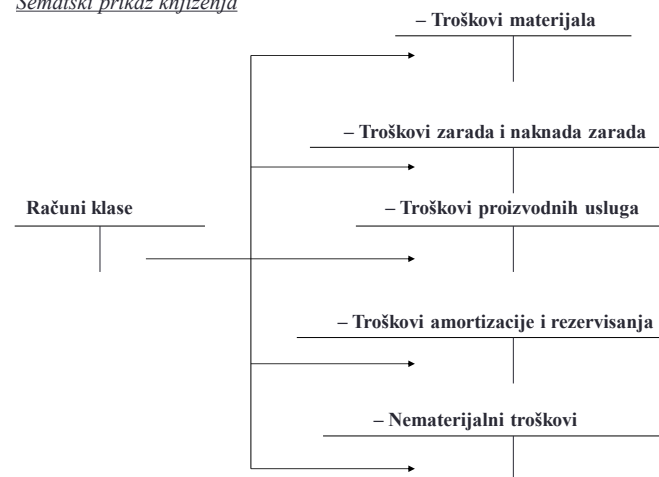 Šematski prikaz knjiženja
– Troškovi materijala
– Troškovi zarada i naknada zarada
Računi klase
– Troškovi proizvodnih usluga
– Troškovi amortizacije i rezervisanja
– Nematerijalni troškovi